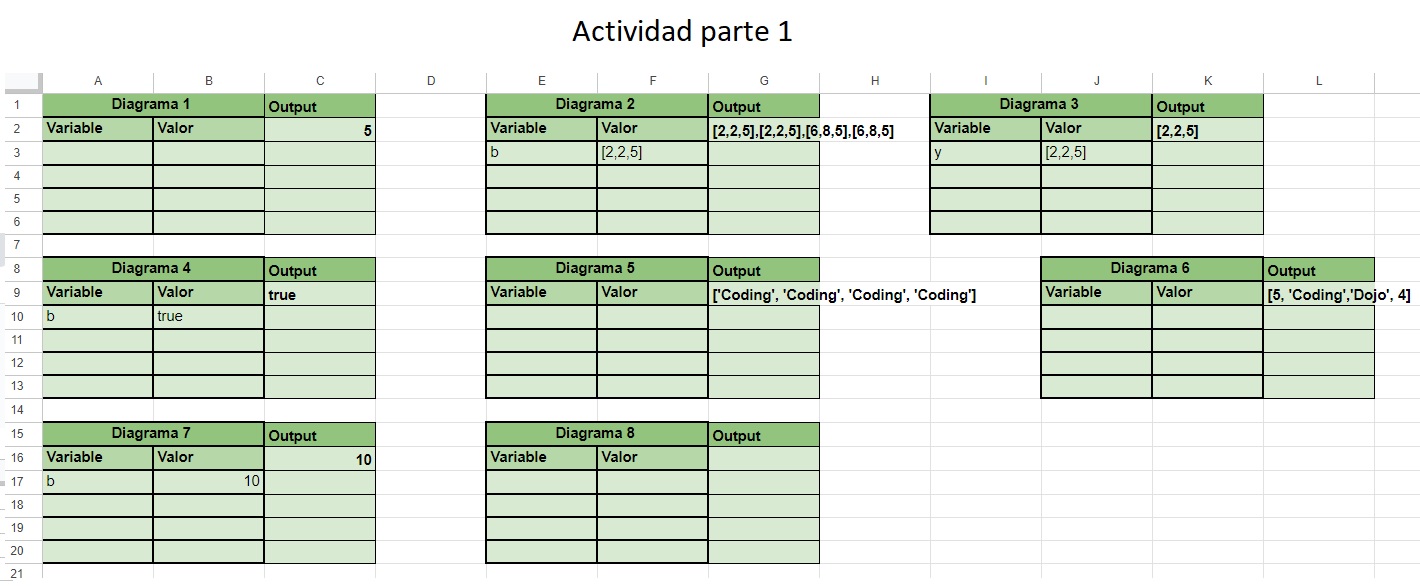 Actividad parte 1
A B C D E F G H I J K L
1 Diagrama 1 Output Diagrama 2 Output Diagrama 3 Output
2 Variable Valor 5 Variable Valor [2,2,5],[2,2,5],[6,8,5],[6,8,5] Variable Valor [2,2,5]
3 b [2,2,5] y [2,2,5]
4
5
6
7
8 Diagrama 4 Output Diagrama 5 Output Diagrama 6 Output
9 Variable Valor true Variable Valor ['Coding', 'Coding', 'Coding', 'Coding'] Variable Valor [5, 'Coding','Dojo', 4]
10 b true
11
12
13
14
15 Diagrama 7 Output Diagrama 8 Output
16 Variable Valor 10 Variable Valor
17 b 10
18
19
20
21